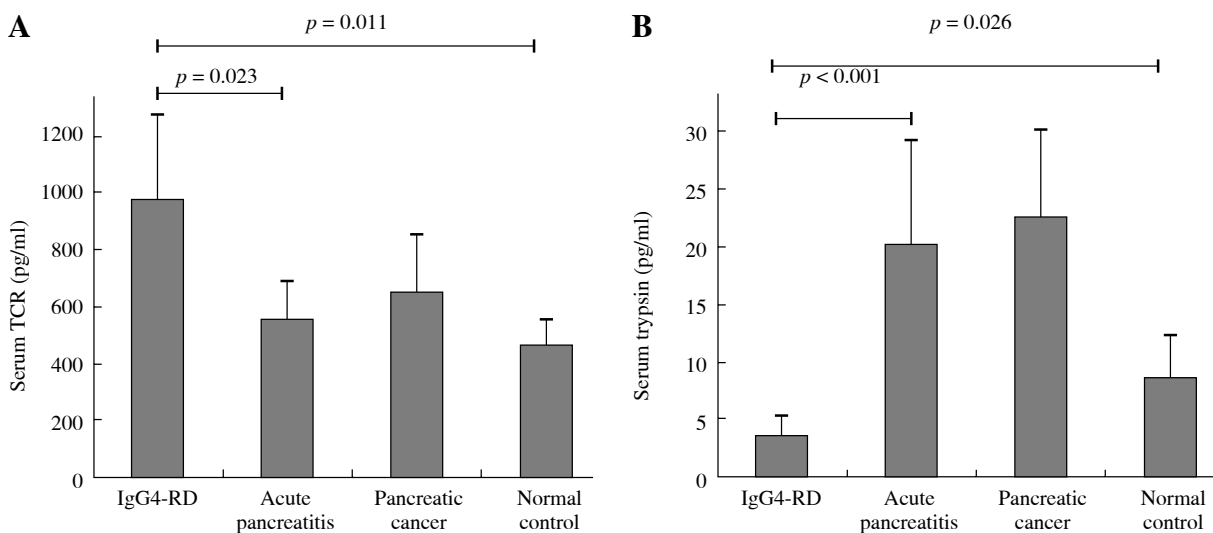 A
p = 0.011
p = 0.023
Serum TCR (pg/ml)
1200
1000
800
600
400
200
0
IgG4-RD
Acute
pancreatitis
Pancreatic
cancer
Normal
control
B
p = 0.026
p < 0.001
Serum trypsin (pg/ml)
30
25
20
15
10
5
0
IgG4-RD
Acute
pancreatitis
Pancreatic
cancer
Normal
control